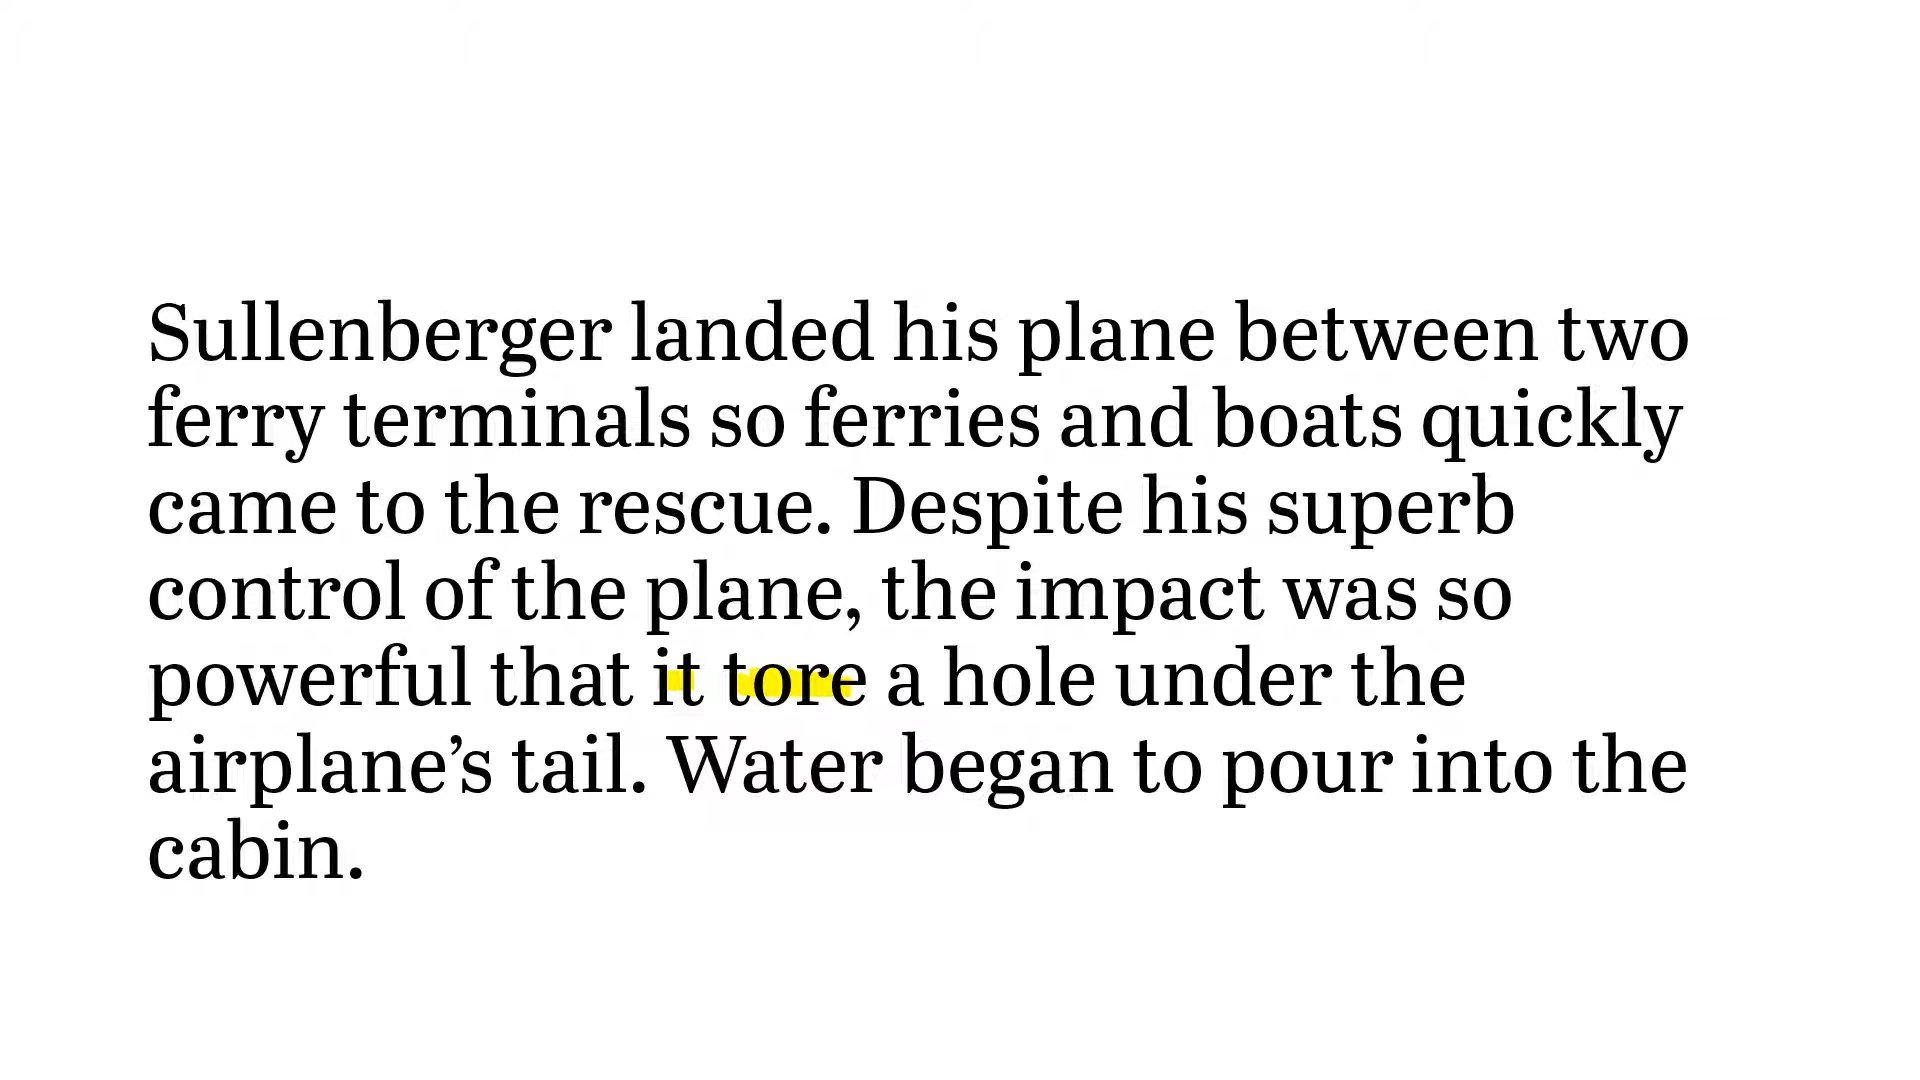 Sullenberger landed his plane between two
ferry terminals so ferries and boats quickly
came to the rescue. Despite his superb
control of the plane, the impact was so
powerful that it tore a hole under the
airplane’s tail. Water began to pour into the
cabin.